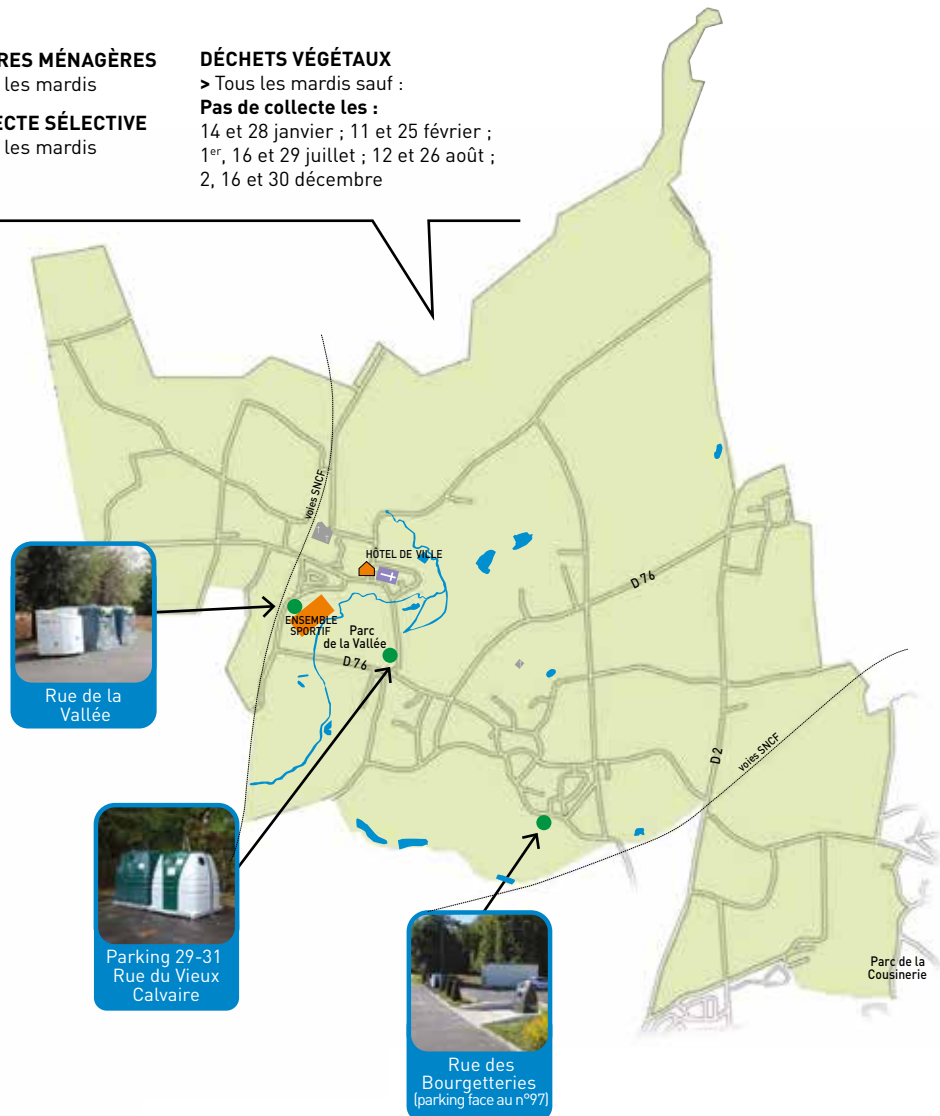 RES MÉNAGÈRES
les mardis
ECTE SÉLECTIVE
les mardis
DÉCHETS VÉGÉTAUX
> Tous les mardis sauf :
Pas de collecte les :
14 et 28 janvier ; 11 et 25 février ;
1er, 16 et 29 juillet ; 12 et 26 août ;
2, 16 et 30 décembre
voies SNCF
HÔTEL DE VILLE
D 76
ENSEMBLE
SPORTIF
Parc
de la Vallée
D 76
Rue de la
Vallée
D 2
voies SNCF
Parking 29-31
Rue du Vieux
Calvaire
Parc de la
Cousinerie
Rue des
Bourgetteries
(parking face au n°97)